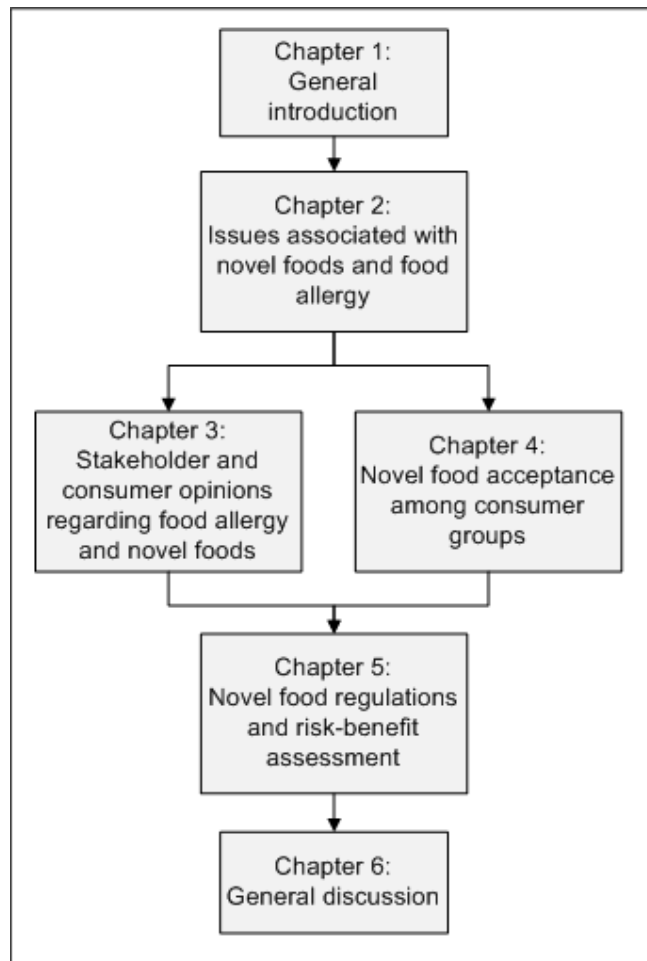 Chapter 1:
General
introduction
Chapter 2:
Issues associated with
novel foods and food
allergy
Chapter 3:
Stakeholder and
consumer opinions
regarding food allergy
and novel foods
Chapter 4:
Novel food acceptance
among consumer
groups
Chapter 5:
Novel food regulations
and risk-benefit
assessment
Chapter 6:
General discussion